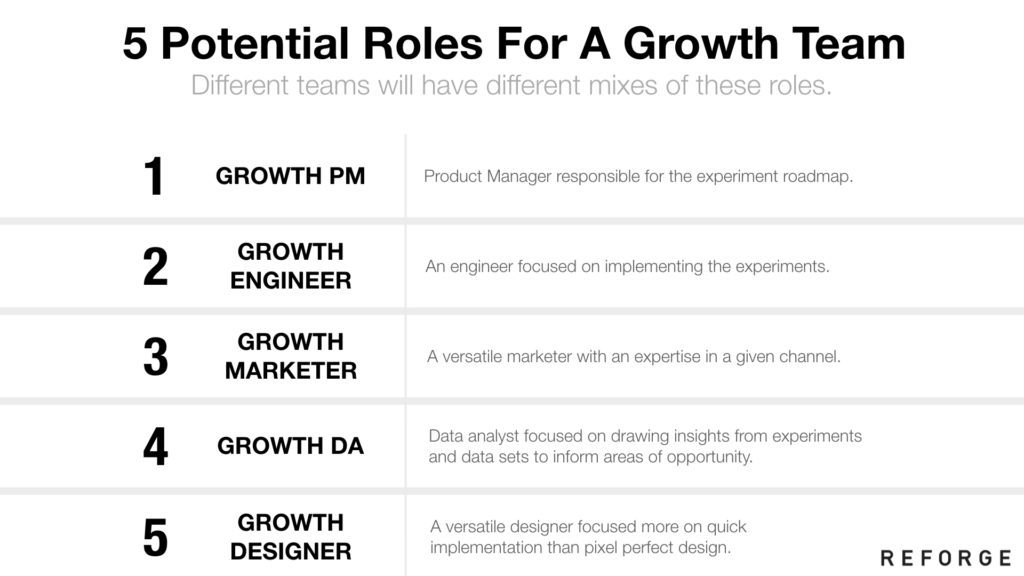 5 Potential Roles For A Growth Team
Different teams will have different mixes of these roles.
1
GROWTH PM
Product Manager responsible for the experiment roadmap.
2
GROWTH
ENGINEER
An engineer focused on implementing the experiments.
3
GROWTH
MARKETER
A versatile marketer with an expertise in a given channel.
4
GROWTH DA
Data analyst focused on drawing insights from experiments
and data sets to inform areas of opportunity.
5
GROWTH
DESIGNER
A versatile designer focused more on quick
implementation than pixel perfect design.
REFORGE